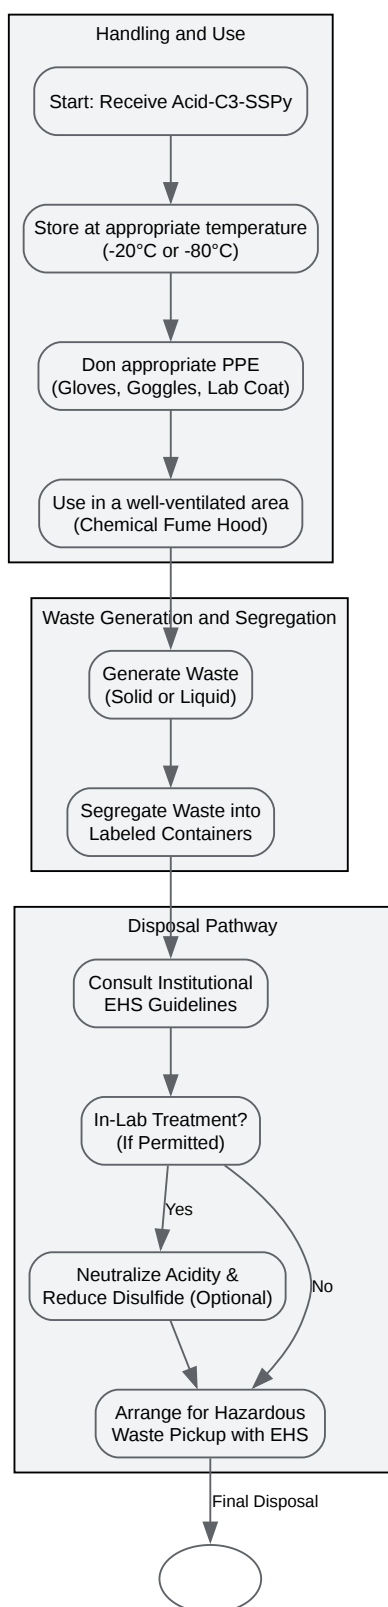 Handling and Use
Start: Receive Acid-C3-SSPy
Store at appropriate temperature
(-20°C or -80°C)
Don appropriate PPE
(Gloves, Goggles, Lab Coat)
Use in a well-ventilated area
(Chemical Fume Hood)
Waste Generation and Segregation
Generate Waste
(Solid or Liquid)
Segregate Waste into
Labeled Containers
Disposal Pathway
Consult Institutional
EHS Guidelines
In-Lab Treatment?
(If Permitted)
Yes
Neutralize Acidity &
Reduce Disulfide (Optional)
No
Arrange for Hazardous
Waste Pickup with EHS
Final Disposal